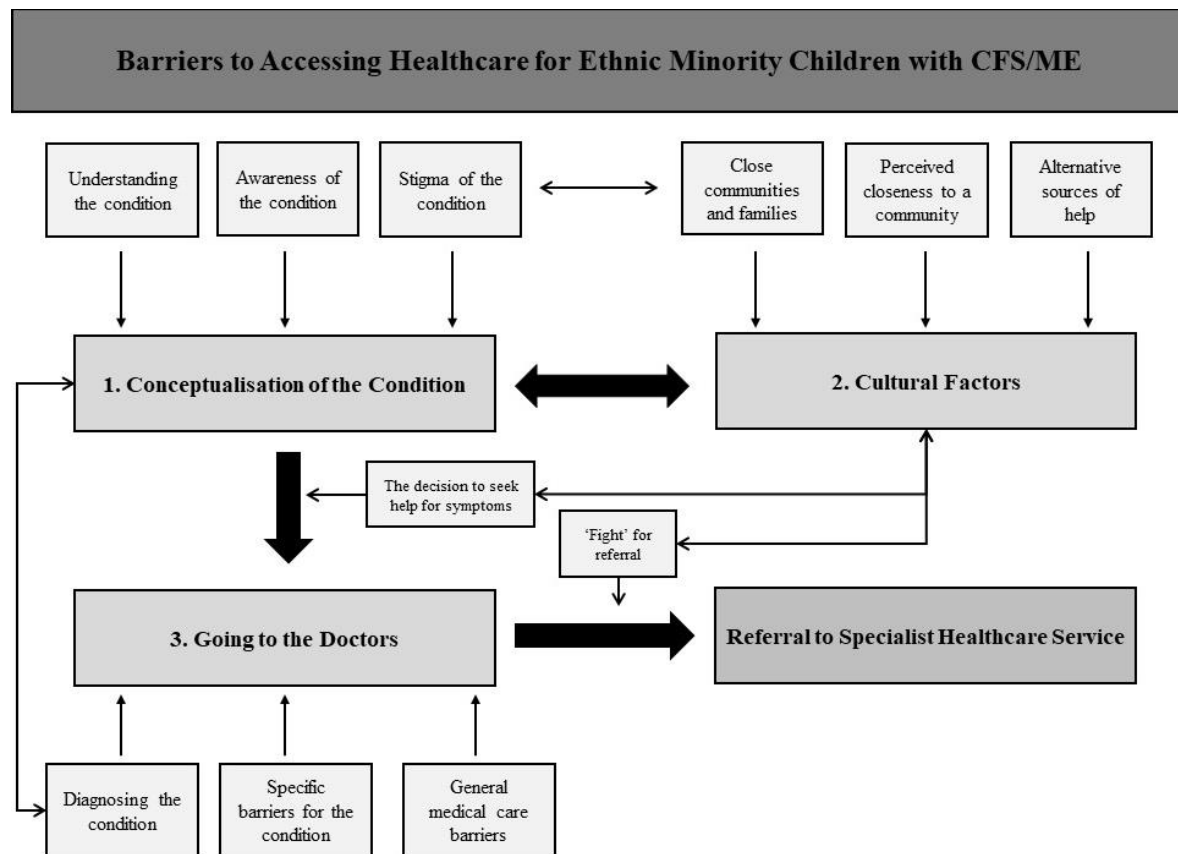 Barriers to Accessing Healthcare for Ethnic Minority Children with CFS/ME
Understanding
the condition
Awareness of
the condition
Stigma of the
condition
Close
communities
and families
Perceived
closeness to a
community
Alternative
sources of
help
1. Conceptualisation of the Condition
2. Cultural Factors
The decision to seek
help for symptoms
‘Fight’ for
referral
3. Going to the Doctors
Referral to Specialist Healthcare Service
Diagnosing the
condition
Specific
barriers for the
condition
General
medical care
barriers